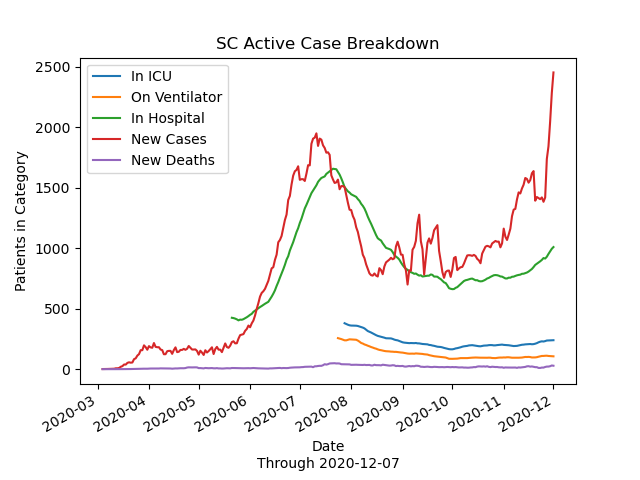 SC Active Case Breakdown
In ICU
On Ventilator
In Hospital
New Cases
New Deaths
Patients in Category
2500
2000
1500
1000
500
0
2020-03
2020-04
2020-05
2020-06
2020-07
2020-08
2020-09
2020-10
2020-11
2020-12
Date
Through 2020-12-07